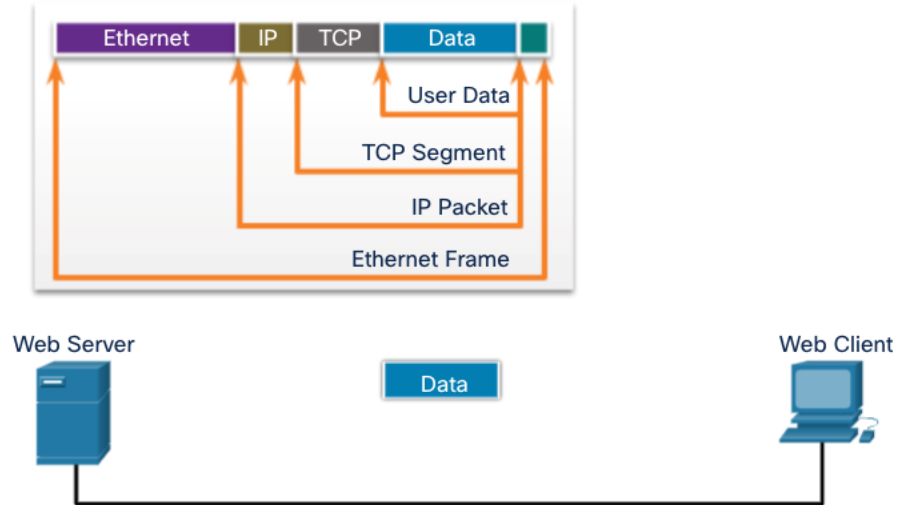 Ethernet IP TCP Data
User Data
TCP Segment
IP Packet
Ethernet Frame
Web Server Web Client
Data